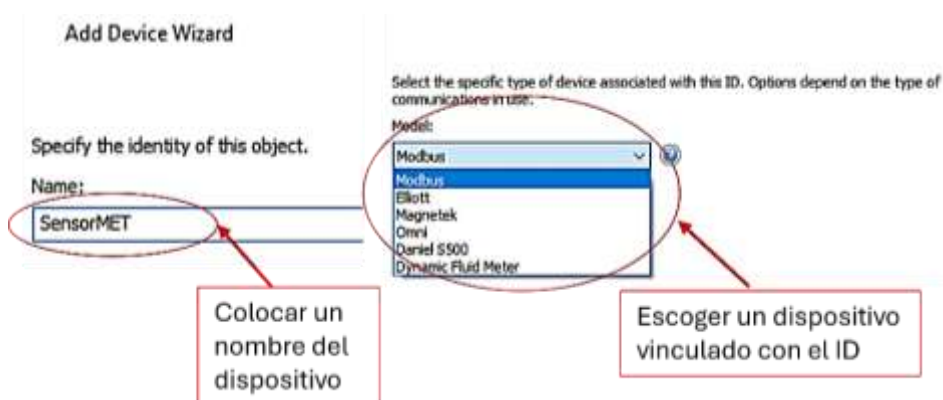 Add Device Wizard
Specify the identity of this object.
Name:
SensorMET
Select the specific type of device associated with this ID. Options depend on the type of
communications in use.
Model:
Modbus
Modbus
Elliott
Magnetek
Omni
Daniel S500
Dynamic Fluid Meter
Colocar un
nombre del
dispositivo
Escoger un dispositivo
vinculado con el ID